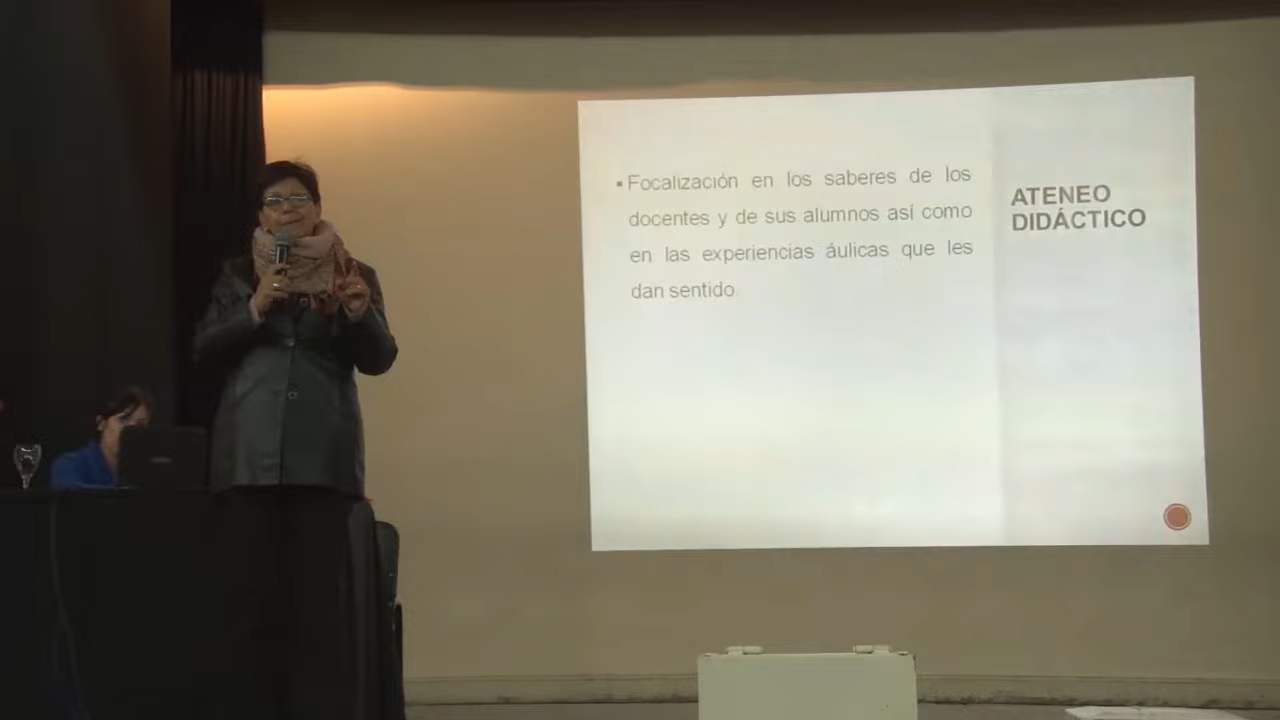 ▪ Focalización en los saberes de los
docentes y de sus alumnos así como
en las experiencias áulicas que les
dan sentido.
ATENEO
DIDÁCTICO